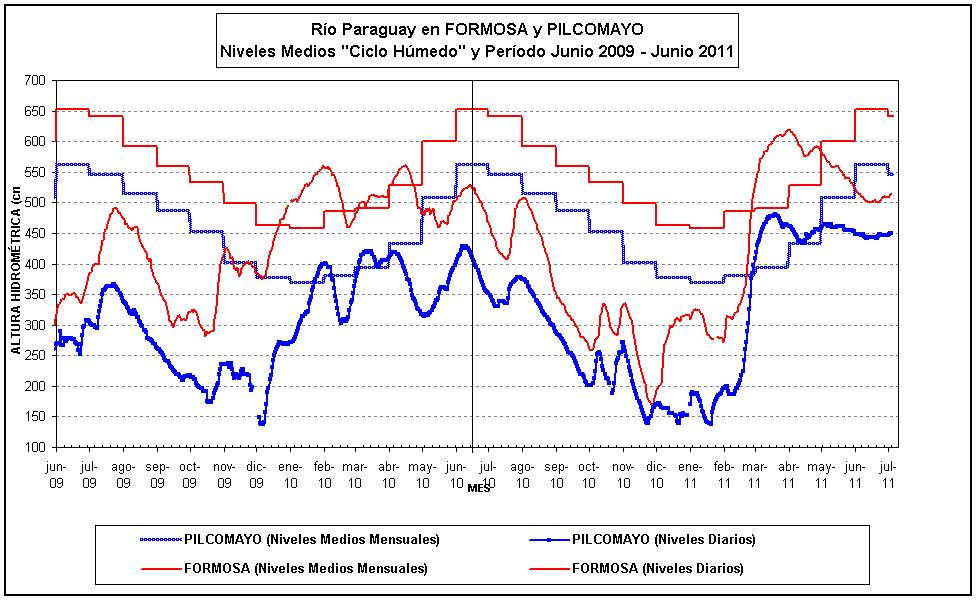 Río Paraguay en FORMOSA y PILCOMAYO
Niveles Medios "Ciclo Húmedo" y Período Junio 2009 - Junio 2011
ALTURA HIDROMÉTRICA (cn
700
650
600
550
500
450
400
350
300
250
200
150
100
jun- jul- ago- sep- oct- nov- dic- ene- feb- mar- abr- may- jun- jul- ago- sep- oct- nov- dic- ene- feb- mar- abr- may- jun- jul-
09 09 09 09 09 09 09 10 10 10 10 10 10 10 10 10 10 10 10 11 11 11 11 11 11 11
MES
PILCOMAYO (Niveles Medios Mensuales) PILCOMAYO (Niveles Diarios)
FORMOSA (Niveles Medios Mensuales) FORMOSA (Niveles Diarios)